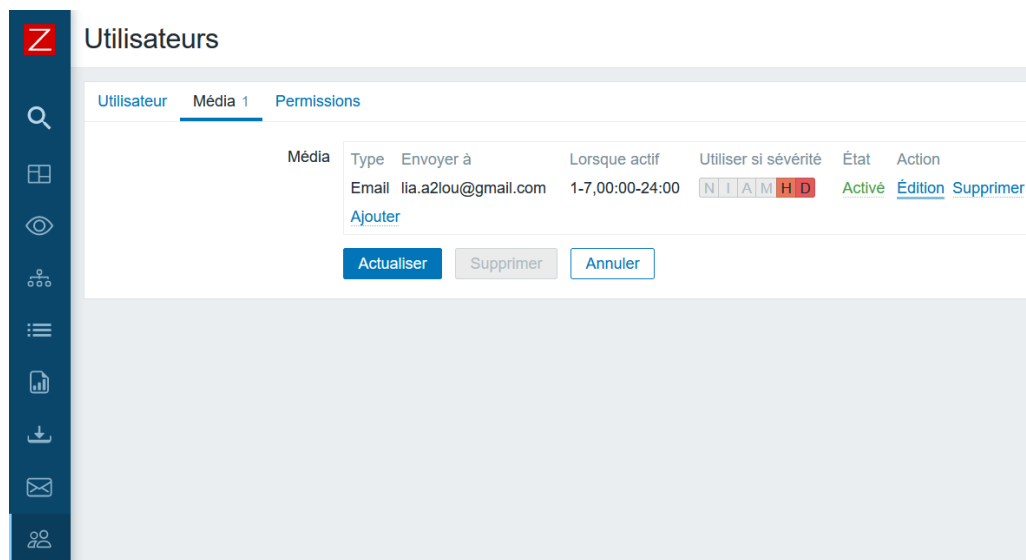 Z
Utilisateurs
Utilisateur Média 1 Permissions
Média Type Envoyer à Lorsque actif Utiliser si sévérité État Action
Email lia.a2lou@gmail.com 1-7,00:00-24:00 N I A M H D Activé Édition Supprimer
Ajouter
Actualiser Supprimer Annuler